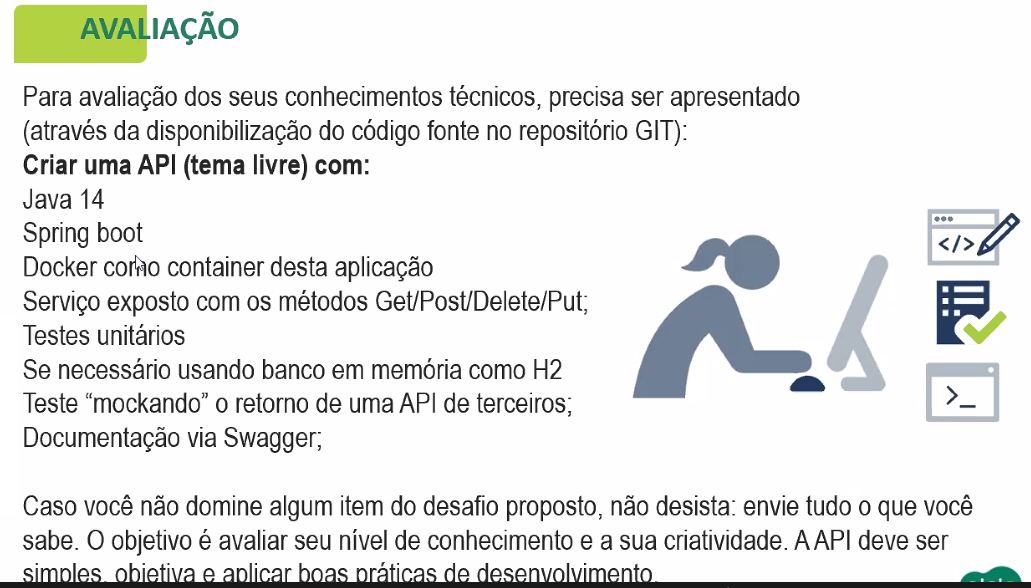 AVALIAÇÃO
Para avaliação dos seus conhecimentos técnicos, precisa ser apresentado
(através da disponibilização do código fonte no repositório GIT):
Criar uma API (tema livre) com:
Java 14
Spring boot
Docker como container desta aplicação
Serviço exposto com os métodos Get/Post/Delete/Put;
Testes unitários
Se necessário usando banco em memória como H2
Teste “mockando” o retorno de uma API de terceiros;
Documentação via Swagger;
Caso você não domine algum item do desafio proposto, não desista: envie tudo o que você
sabe. O objetivo é avaliar seu nível de conhecimento e a sua criatividade. A API deve ser
simples, objetiva e aplicar boas práticas de desenvolvimento.